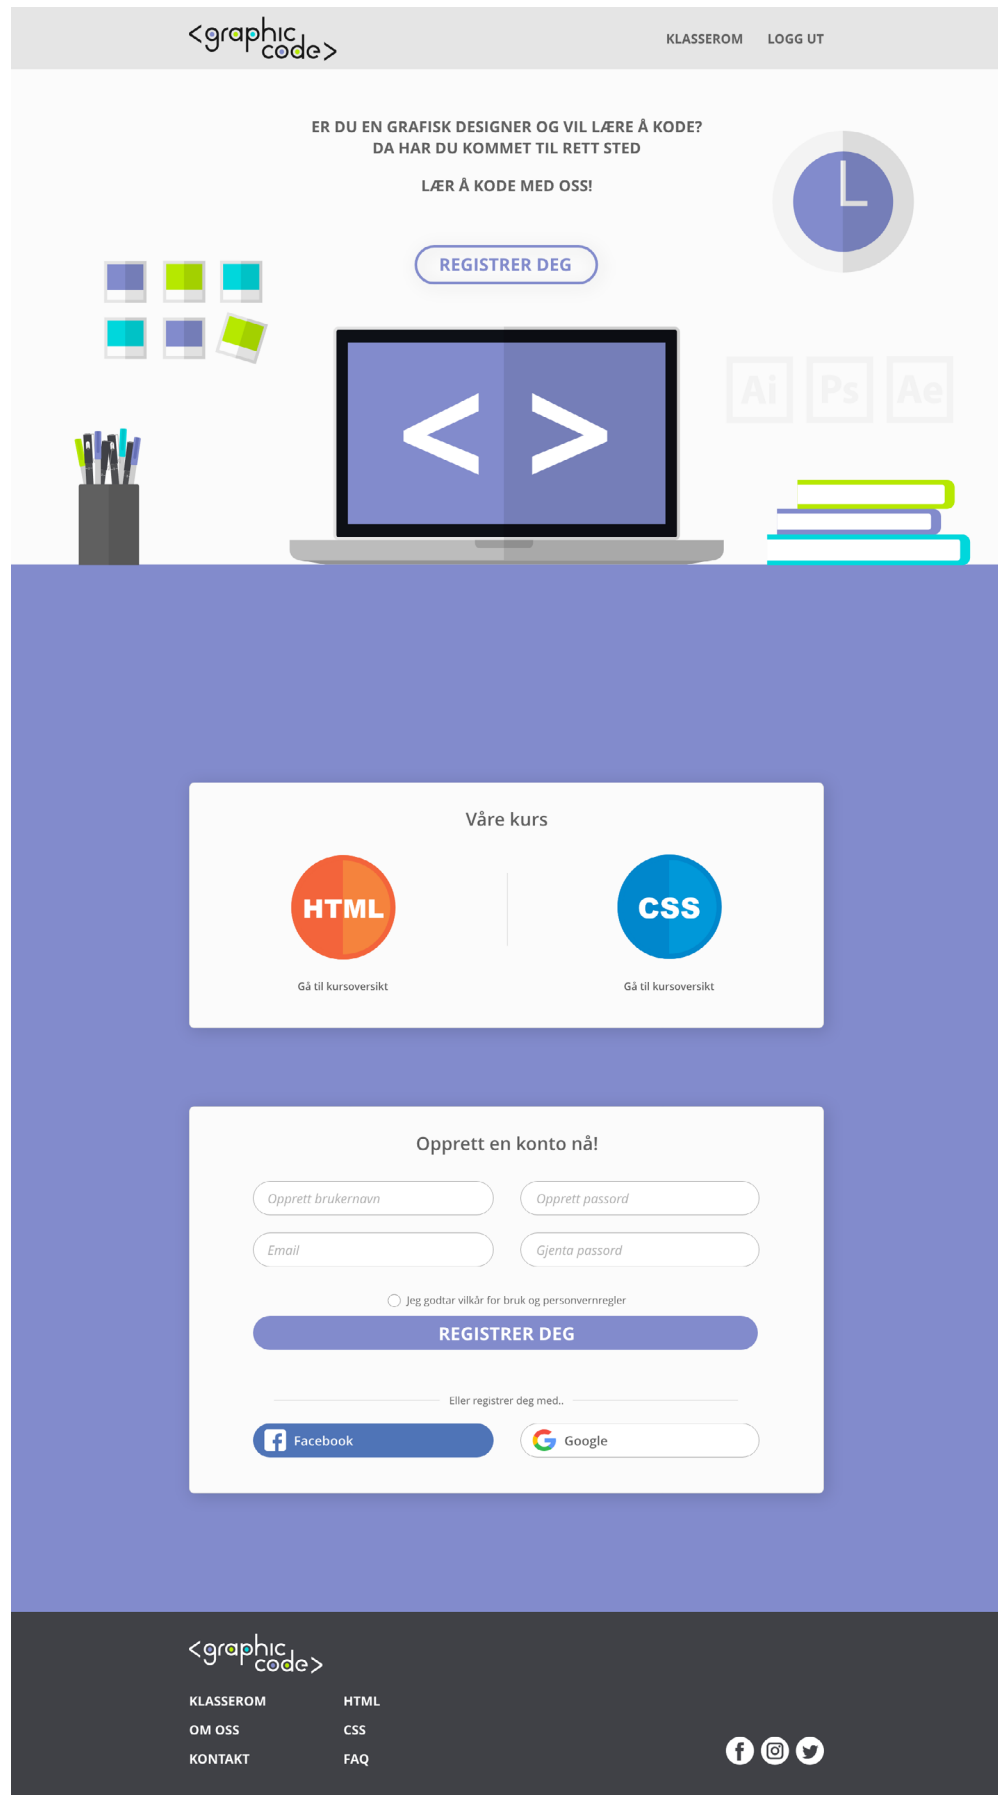 <graphic
code>
KLASSEROM
LOGG UT
ER DU EN GRAFISK DESIGNER OG VIL LÆRE Å KODE?
DA HAR DU KOMMET TIL RETT STED
LÆR Å KODE MED OSS!
REGISTRER DEG
< >
Ai
Ps
Ae
Våre kurs
HTML
CSS
Gå til kursoversikt
Gå til kursoversikt
Opprett en konto nå!
Opprett brukernavn
Opprett passord
Email
Gjenta passord
Jeg godtar vilkår for bruk og personvernregler
REGISTRER DEG
Eller registrer deg med..
Facebook
Google
<graphic
code>
KLASSEROM
HTML
OM OSS
CSS
KONTAKT
FAQ